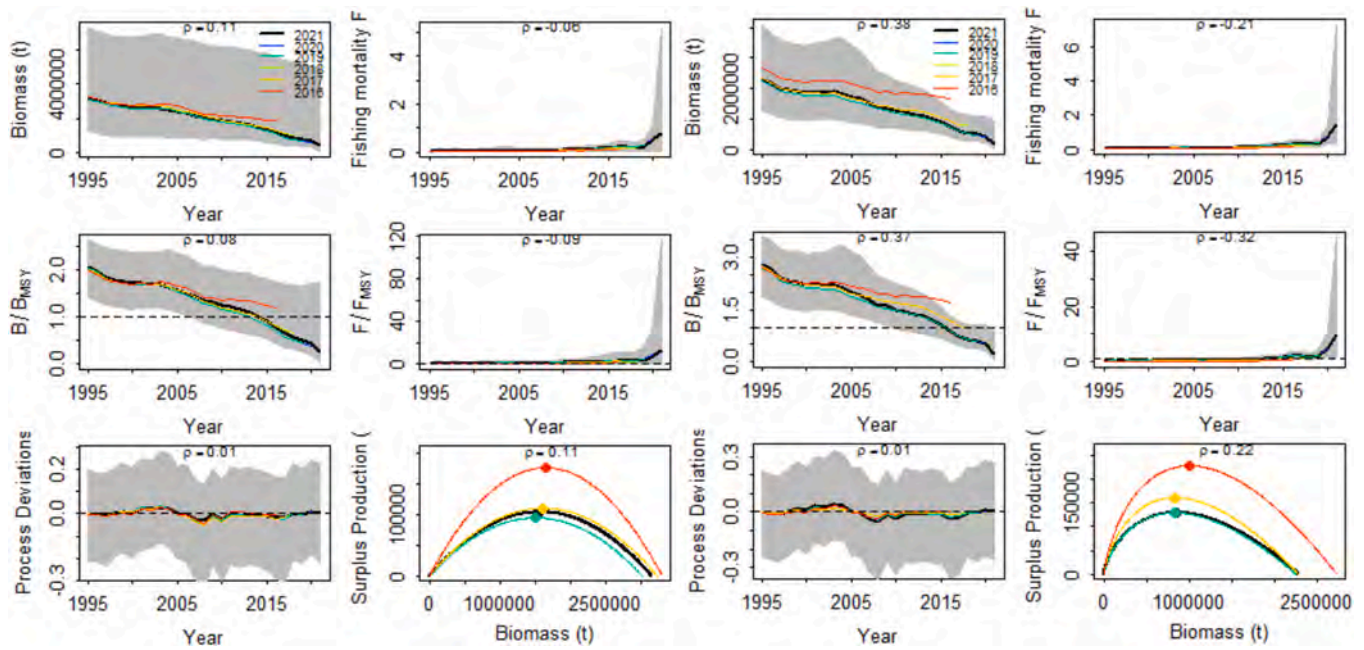 ρ = 0.11
ρ = -0.06
ρ = 0.38
ρ = -0.21
Biomass (t)
0
4000000
2021
2020
2019
2018
2017
2016
1995
2005
2015
Year
Fishing mortality F
0
2
4
1995
2005
2015
Year
Biomass (t)
0
2000000
2021
2020
2019
2018
2017
2016
1995
2005
2015
Year
Fishing mortality F
0
2
4
6
1995
2005
2015
Year
ρ = 0.08
ρ = -0.09
ρ = 0.37
ρ = -0.32
B / BMSY
0.0
1.0
2.0
1995
2005
2015
Year
F / FMSY
0
40
80
120
1995
2005
2015
Year
B / BMSY
0.0
1.5
3.0
1995
2005
2015
Year
F / FMSY
0
20
40
1995
2005
2015
Year
ρ = 0.01
ρ = 0.11
ρ = 0.01
ρ = 0.22
Process Deviations
-0.3
0.0
0.2
1995
2005
2015
Year
Surplus Production (
0
100000
0
1000000
2500000
Biomass (t)
Process Deviations
-0.3
0.0
0.3
1995
2005
2015
Year
Surplus Production (
0
150000
0
1000000
2500000
Biomass (t)